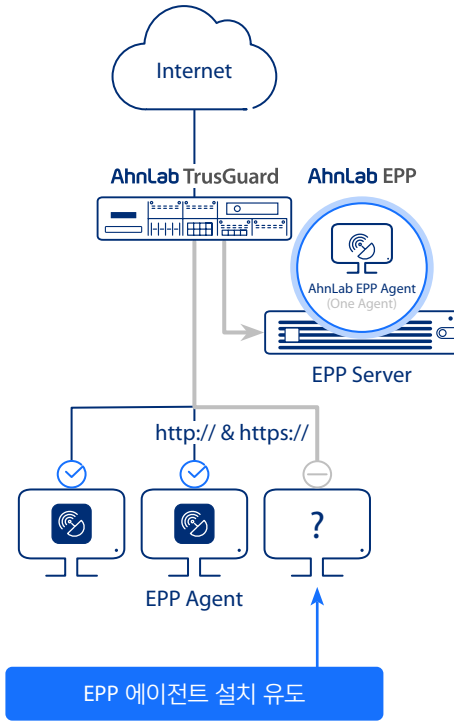 Internet
AhnLab TrusGuard
AhnLab EPP
AhnLab EPP Agent
(One Agent)
EPP Server
http:// & https://
?
EPP Agent
EPP 에이전트 설치 유도